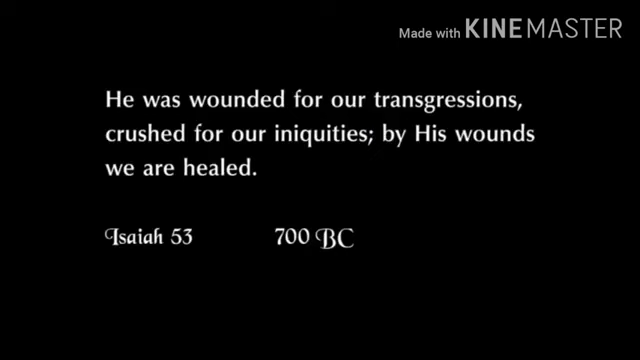 Made with KINEMASTER
He was wounded for our transgressions,
crushed for our iniquities; by His wounds
we are healed.
Isaiah 53 700 BC